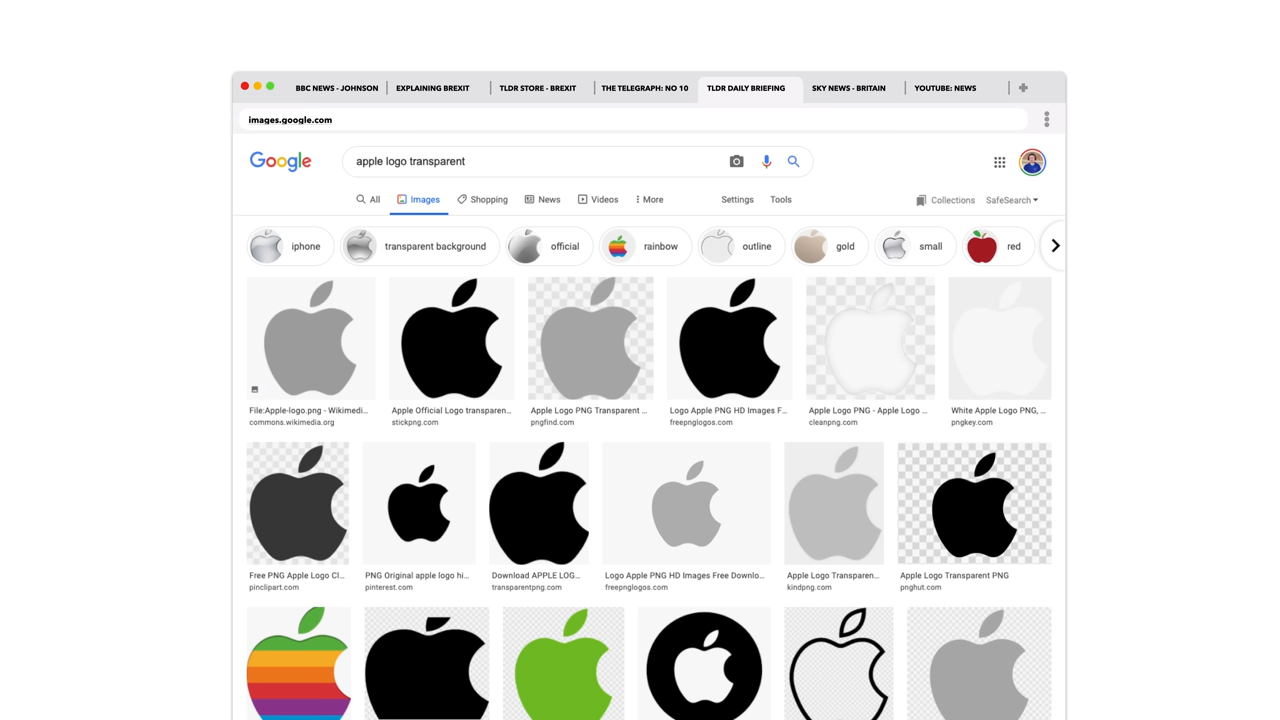 BBC NEWS - JOHNSON
EXPLAINING BREXIT
TLDR STORE - BREXIT
THE TELEGRAPH: NO 10
TLDR DAILY BRIEFING
SKY NEWS - BRITAIN
YOUTUBE: NEWS
images.google.com
Google
apple logo transparent
All
Images
Shopping
News
Videos
More
Settings
Tools
Collections
SafeSearch
iphone
transparent background
official
rainbow
outline
gold
small
red
File:Apple-logo.png - Wikimedi...
commons.wikimedia.org
Apple Official Logo transparen...
stickpng.com
Apple Logo PNG Transparent ...
pngfind.com
Logo Apple PNG HD Images F...
freepnglogos.com
Apple Logo PNG - Apple Logo ...
cleanpng.com
White Apple Logo PNG, ...
pngkey.com
Free PNG Apple Logo Cl...
pinclipart.com
PNG Original apple logo hi...
pinterest.com
Download APPLE LOG...
transparentpng.com
Logo Apple PNG HD Images Free Downlo...
freepnglogos.com
Apple Logo Transparen...
kindpng.com
Apple Logo Transparent PNG
pnghut.com